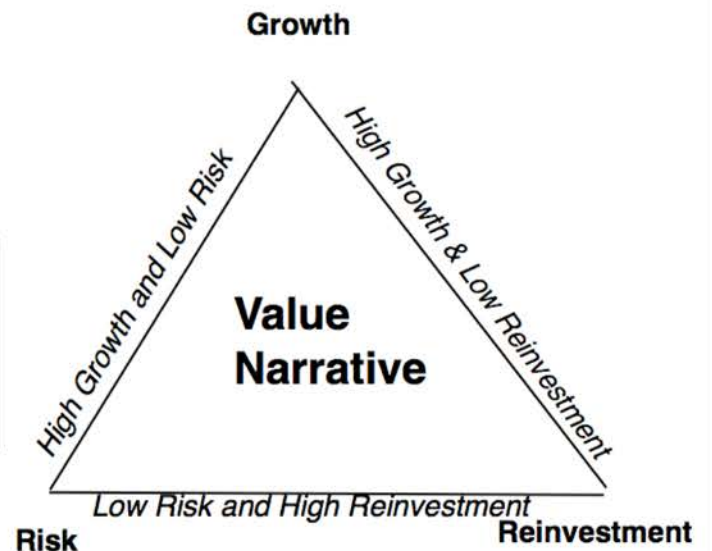 Growth
High Growth and Low Risk
High Growth & Low Reinvestment
Value
Narrative
Low Risk and High Reinvestment
Risk
Reinvestment